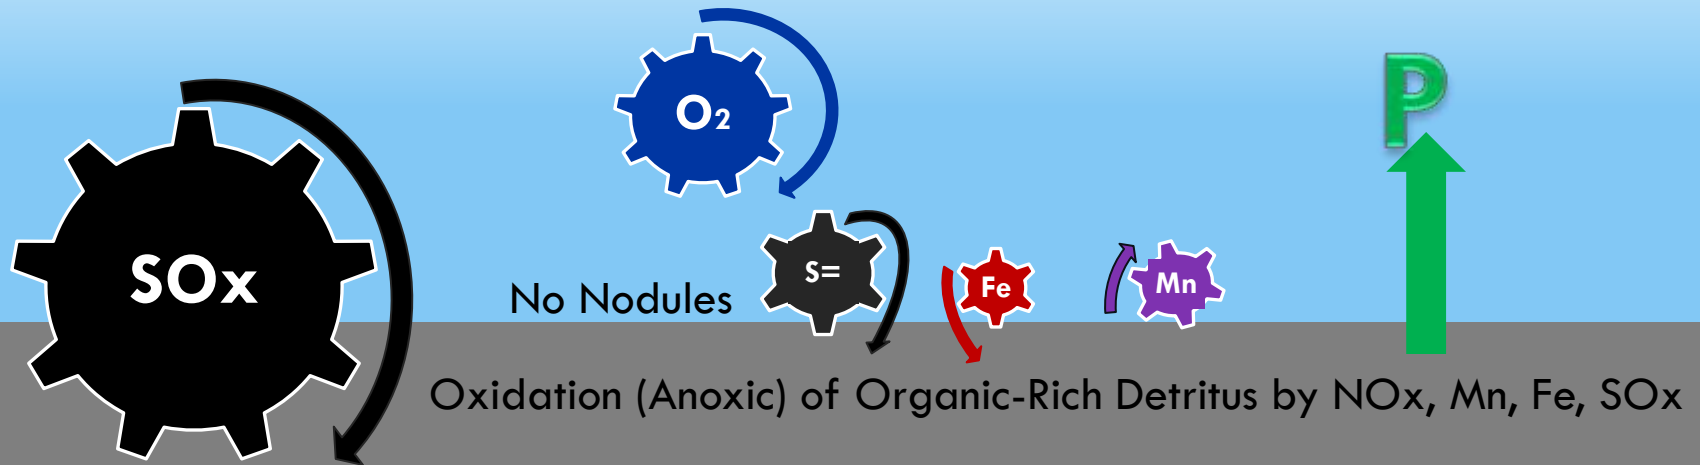 O₂
P
SOx
S=
Fe
Mn
No Nodules
Oxidation (Anoxic) of Organic-Rich Detritus by NOx, Mn, Fe, SOx